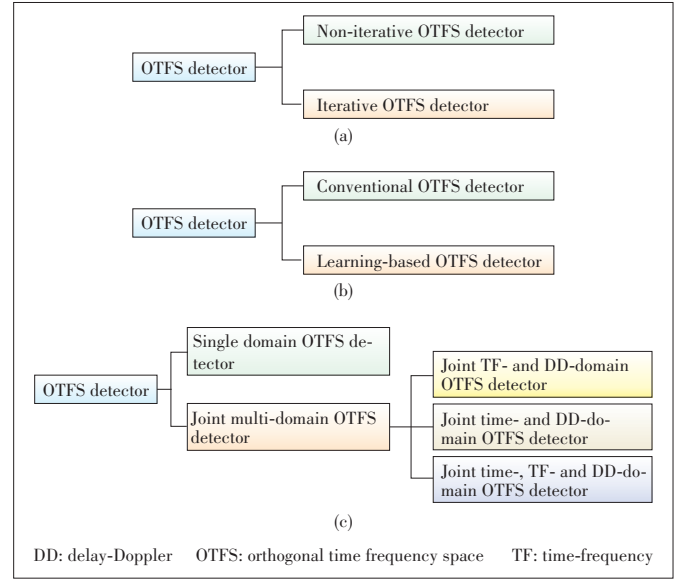 Non-iterative OTFS detector
OTFS detector
Iterative OTFS detector
(a)
Conventional OTFS detector
OTFS detector
Learning-based OTFS detector
(b)
Single domain OTFS de-
tector
OTFS detector
Joint multi-domain OTFS
detector
Joint TF- and DD-domain
OTFS detector
Joint time- and DD-do-
main OTFS detector
Joint time-, TF- and DD-do-
main OTFS detector
(c)
DD: delay-Doppler OTFS: orthogonal time frequency space TF: time-frequency